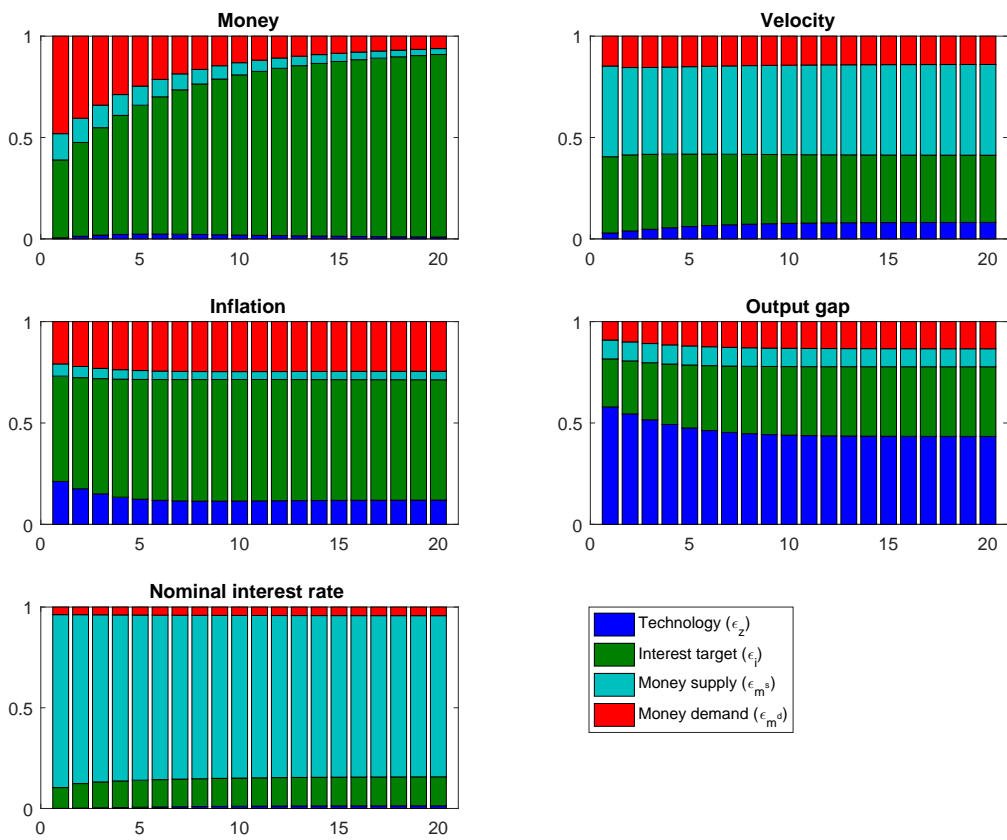 Money
1
0.5
0
0 5 10 15 20
Velocity
1
0.5
0
0 5 10 15 20
Inflation
1
0.5
0
0 5 10 15 20
Output gap
1
0.5
0
0 5 10 15 20
Nominal interest rate
1
0.5
0
0 5 10 15 20
Technology (ϵ_z)
Interest target (ϵ_i)
Money supply (ϵ_{m^s})
Money demand (ϵ_{m^d})